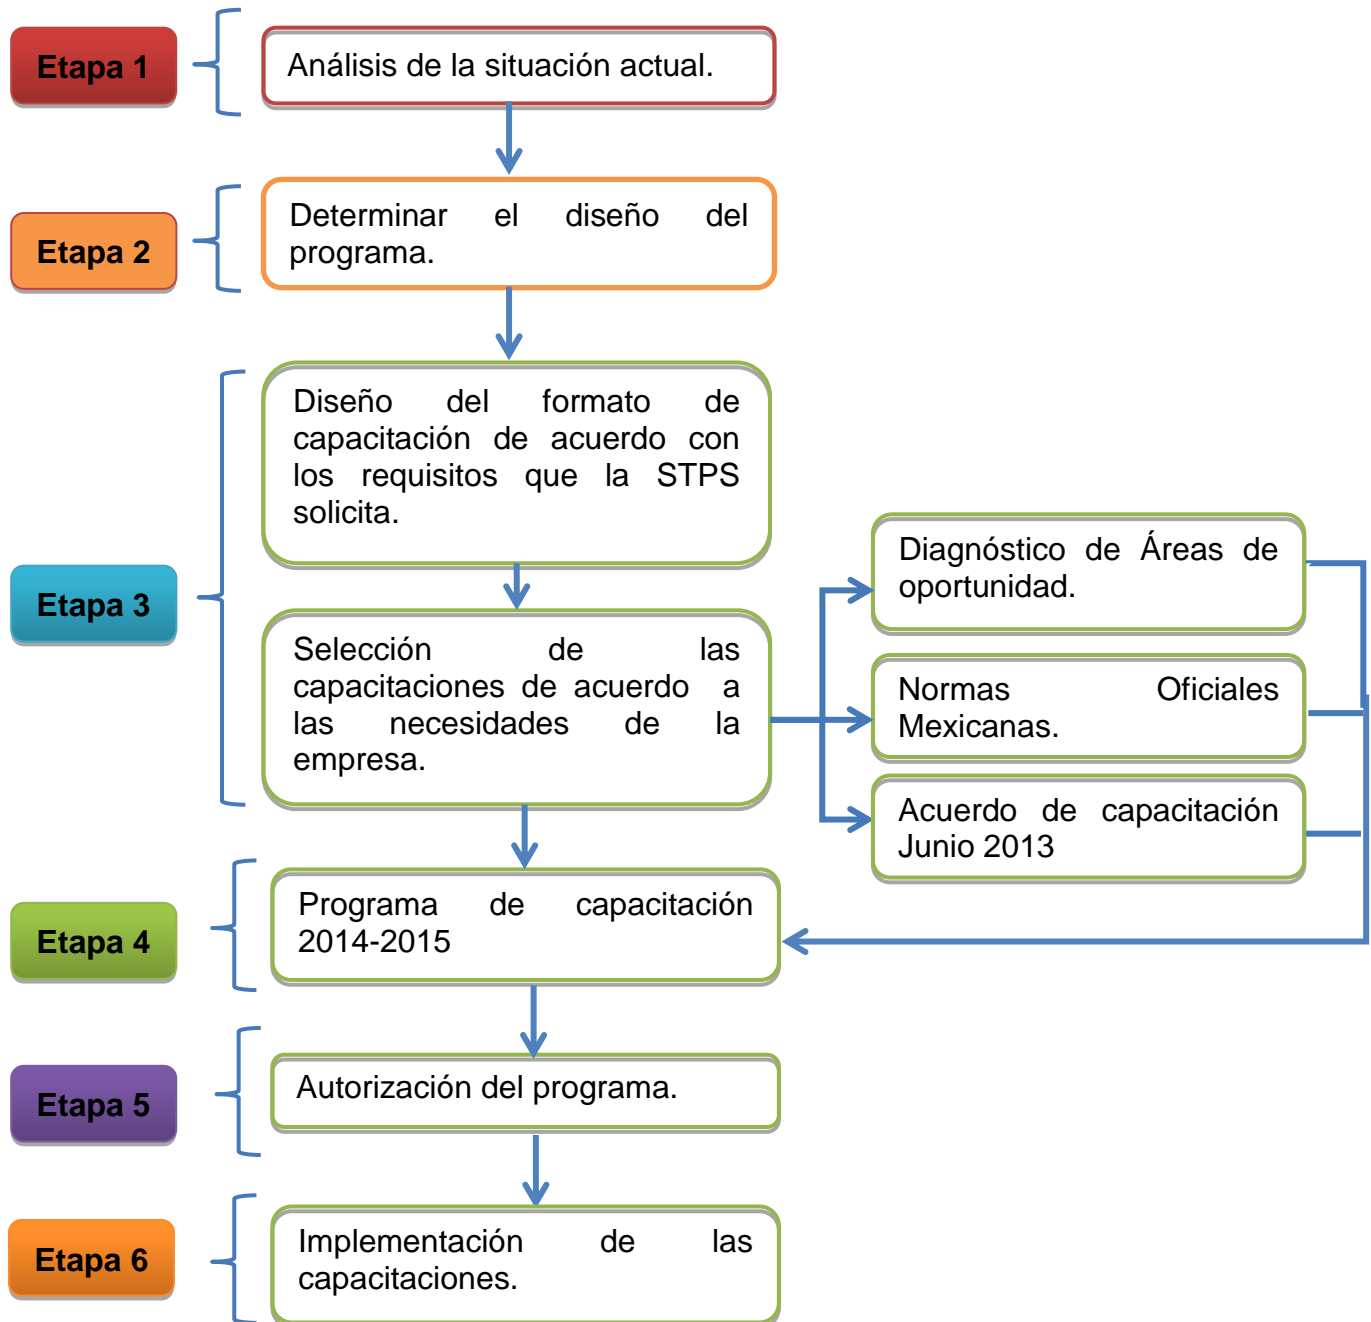 Etapa 1
Análisis de la situación actual.
Etapa 2
Determinar el diseño del
programa.
Etapa 3
Diseño del formato de
capacitación de acuerdo con
los requisitos que la STPS
solicita.
Selección de las
capacitaciones de acuerdo a
las necesidades de la
empresa.
Diagnóstico de Áreas de
oportunidad.
Normas Oficiales
Mexicanas.
Acuerdo de capacitación
Junio 2013
Etapa 4
Programa de capacitación
2014-2015
Etapa 5
Autorización del programa.
Etapa 6
Implementación de las
capacitaciones.